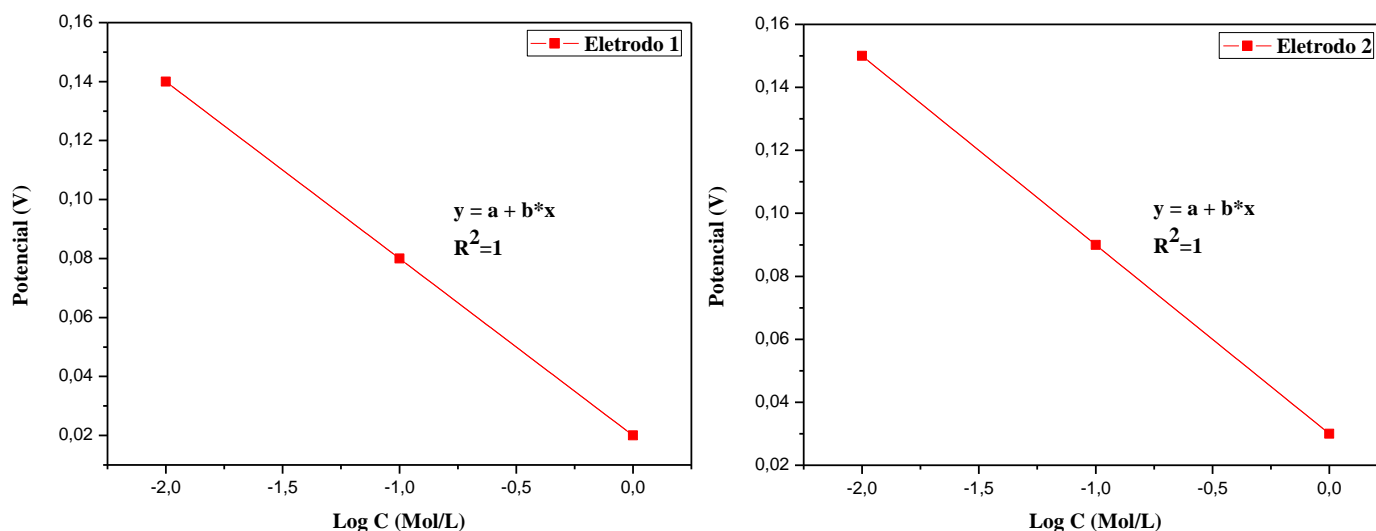 0,16
0,14
0,12
0,10
0,08
0,06
0,04
0,02
Potencial (V)
Eletrodo 1
y = a + b*x
R²=1
-2,0 -1,5 -1,0 -0,5 0,0
Log C (Mol/L)
0,16
0,14
0,12
0,10
0,08
0,06
0,04
0,02
Potencial (V)
Eletrodo 2
y = a + b*x
R²=1
-2,0 -1,5 -1,0 -0,5 0,0
Log C (Mol/L)